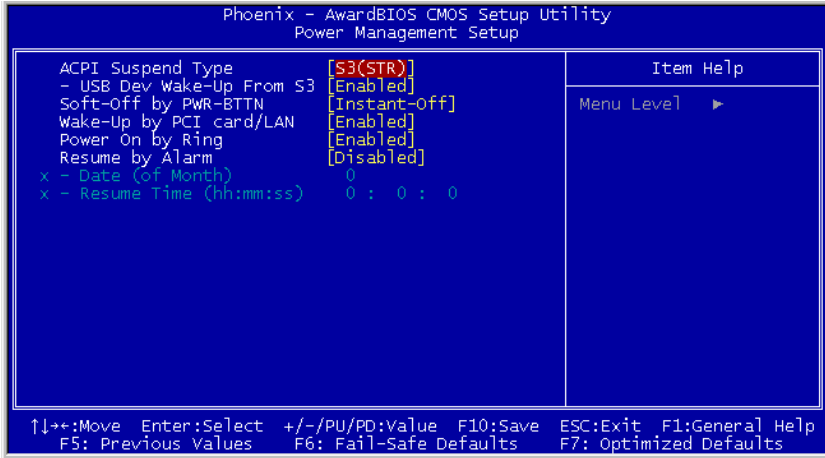 Phoenix - AwardBIOS CMOS Setup Utility
Power Management Setup
ACPI Suspend Type [S3(STR)]
- USB Dev Wake-Up From S3 [Enabled]
Soft-Off by PWR-BTTN [Instant-Off]
Wake-Up by PCI card/LAN [Enabled]
Power On by Ring [Enabled]
Resume by Alarm [Disabled]
x - Date (of Month) 0
x - Resume Time (hh:mm:ss) 0 : 0 : 0
Item Help
Menu Level ►
↑↓→←:Move Enter:Select +/-/PU/PD:Value F10:Save ESC:Exit F1:General Help
F5: Previous Values F6: Fail-Safe Defaults F7: Optimized Defaults